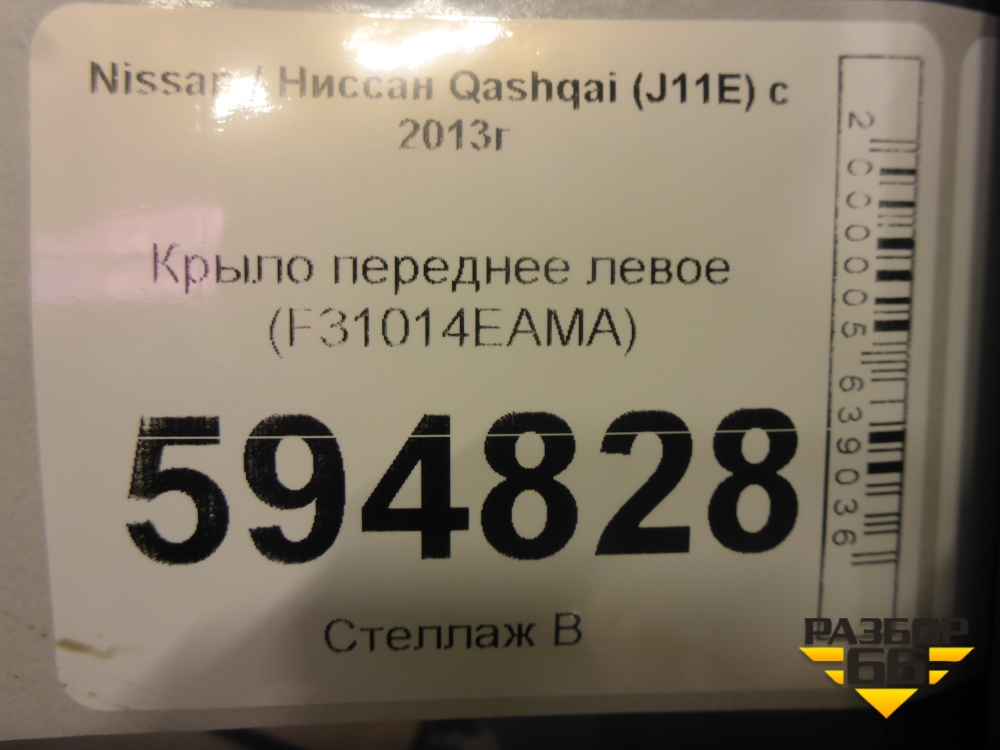 Nissan / Ниссан Qashqai (J11E) с
2013г
Крыло переднее левое
(F31014EAMA)
594828
Стеллаж В
2000005639036
РАЗБОР
66